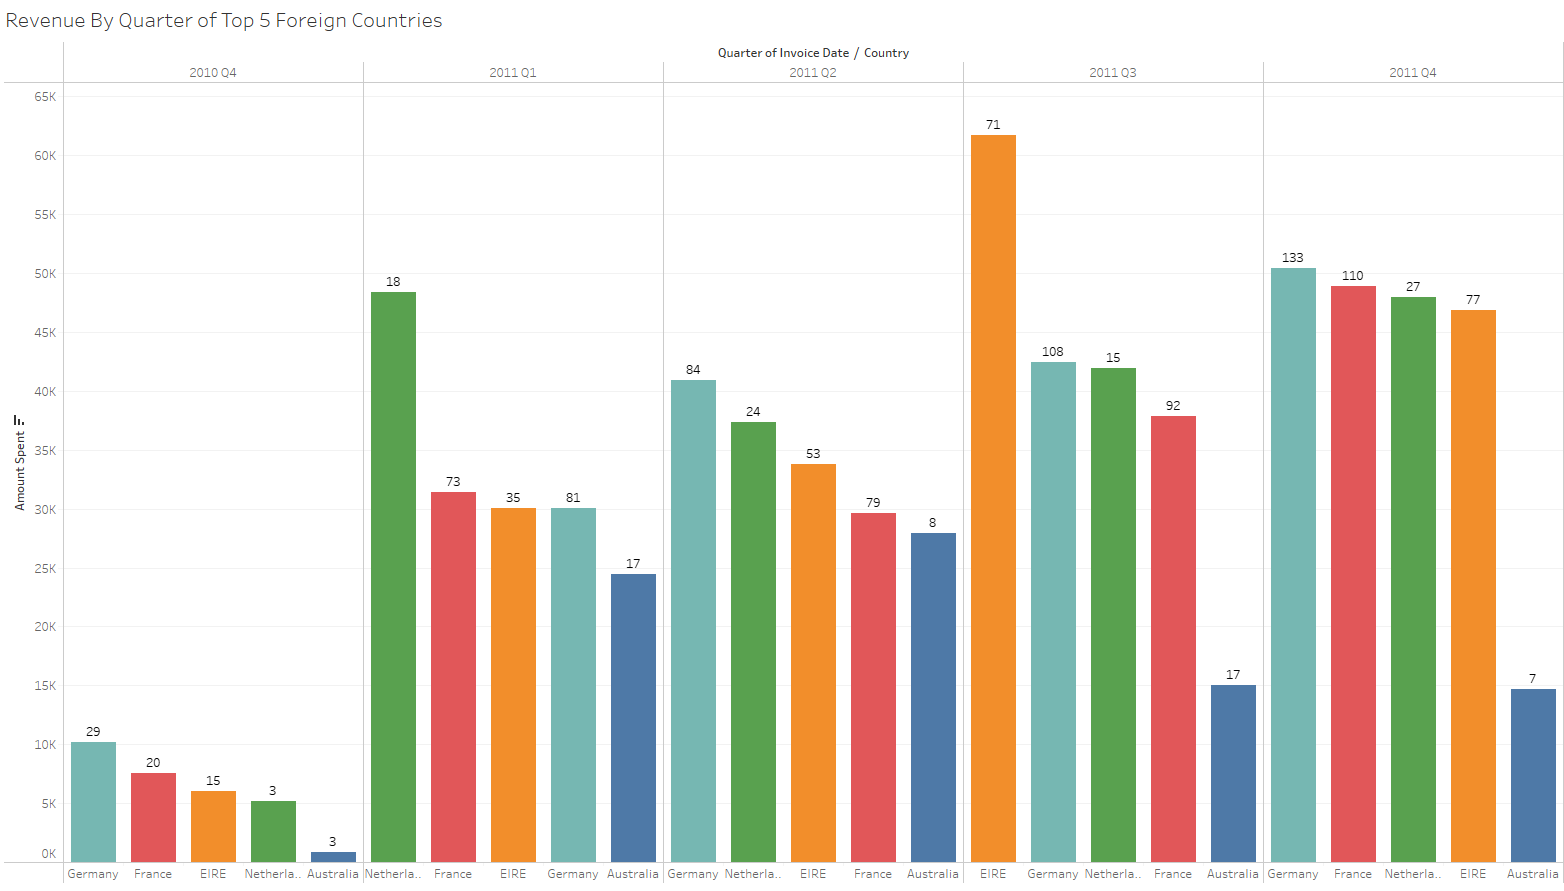 Revenue By Quarter of Top 5 Foreign Countries
Quarter of Invoice Date / Country
2010 Q4 2011 Q1 2011 Q2 2011 Q3 2011 Q4
65K
60K
55K
50K
45K
40K
35K
30K
25K
20K
15K
10K
5K
0K
Amount Spent
29 20 15 3 3
18 73 35 81 17
84 24 53 79 8
71 108 15 92 17
133 110 27 77 7
Germany France EIRE Netherla.. Australia Netherla.. France EIRE Germany Australia Germany Netherla.. EIRE France Australia EIRE Germany Netherla.. France Australia Germany France Netherla.. EIRE Australia